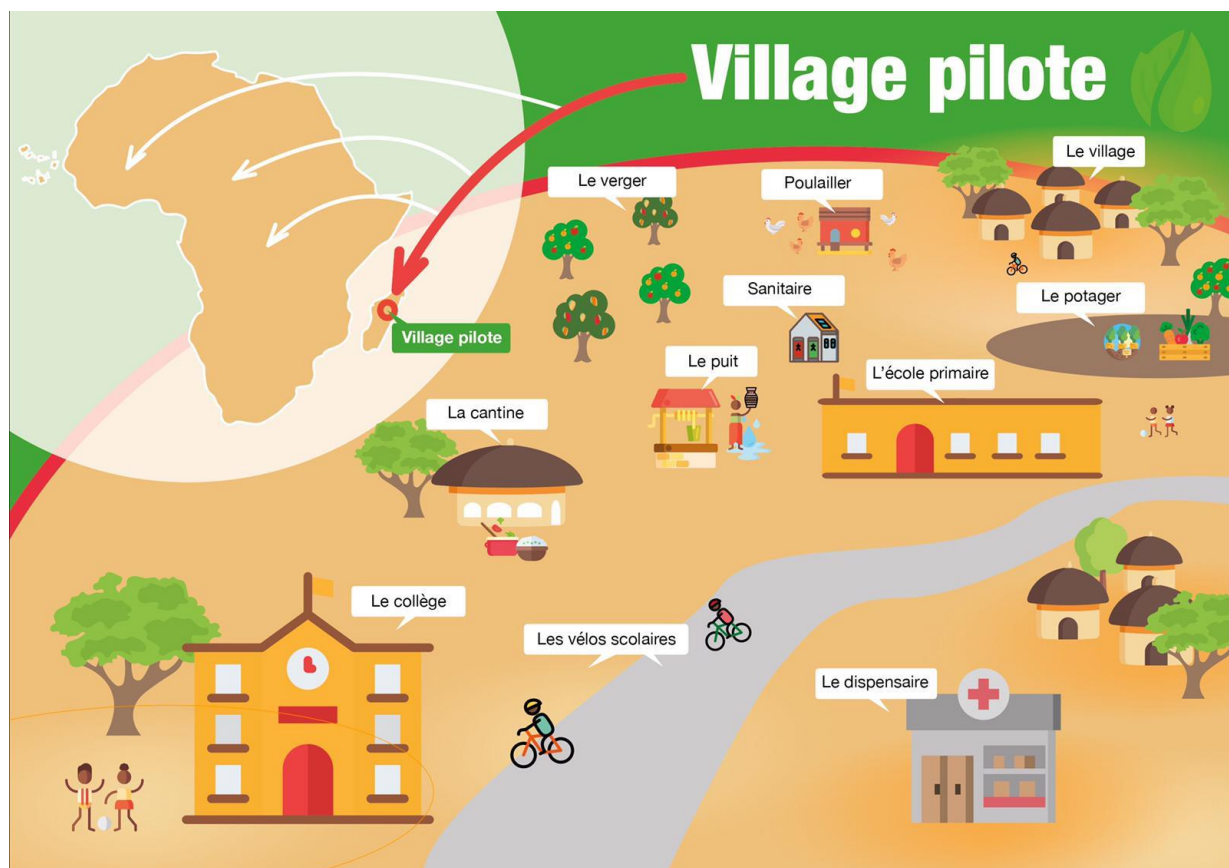 Village pilote
Le village
Le verger
Poulailler
Sanitaire
Le potager
Village pilote
Le puit
L'école primaire
La cantine
Le collège
Les vélos scolaires
Le dispensaire